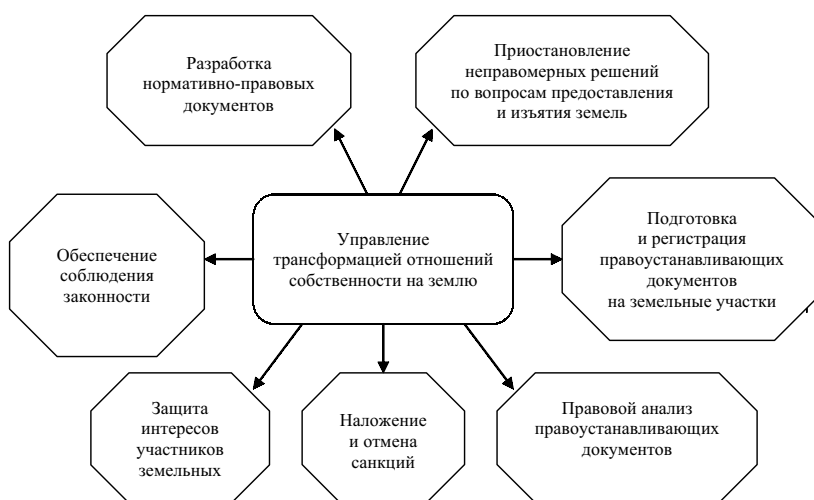 Разработка
нормативно-правовых
документов
Приостановление
неправомерных решений
по вопросам предоставления
и изъятия земель
Обеспечение
соблюдения
законности
Управление
трансформацией отношений
собственности на землю
Подготовка
и регистрация
правоустанавливающих
документов
на земельные участки
Защита
интересов
участников
земельных
Наложение
и отмена
санкций
Правовой анализ
правоустанавливающих
документов